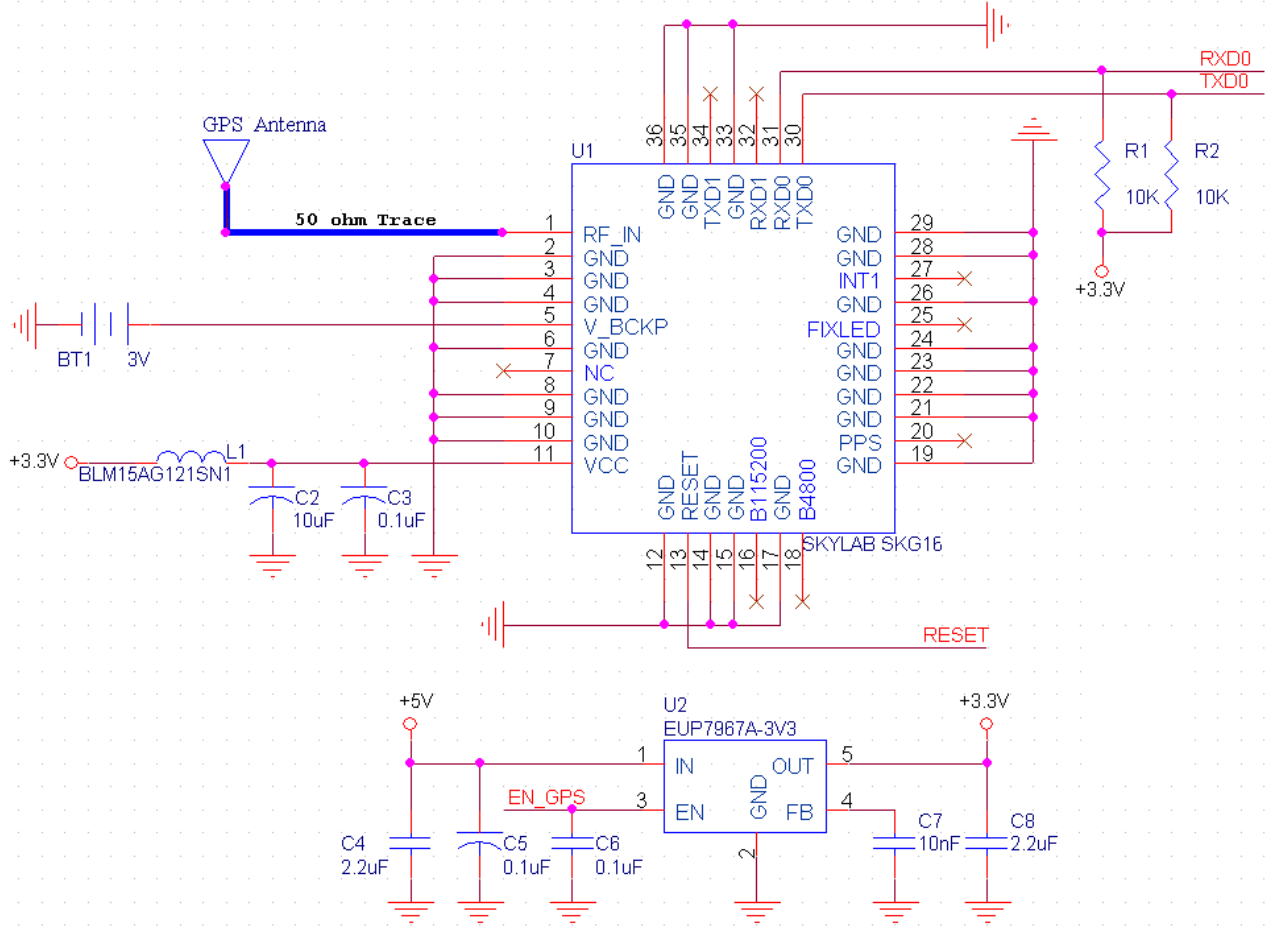 RXD0
TXD0
GPS Antenna
36
35
34
33
32
31
30
U1
R1
10K
R2
10K
+3.3V
50 ohm Trace
GND
GND
TXD1
GND
RXD1
RXD0
TXD0
1 RF_IN
2 GND
3 GND
4 GND
5 V_BCKP
6 GND
7 NC
8 GND
9 GND
10 GND
11 VCC
GND 29
GND 28
INT1 27
GND 26
FIXLED 25
GND 24
GND 23
GND 22
GND 21
PPS 20
GND 19
BT1 3V
+3.3V
L1
BLM15AG121SN1
C2
10uF
C3
0.1uF
GND
RESET
GND
GND
B115200
GND
B4800
SKYLAB SKG16
12
13
14
15
16
17
18
RESET
+5V
U2
EUP7967A-3V3
+3.3V
1 IN
OUT 5
EN_GPS
3 EN
GND
FB 4
2
C4
2.2uF
C5
0.1uF
C6
0.1uF
C7
10nF
C8
2.2uF